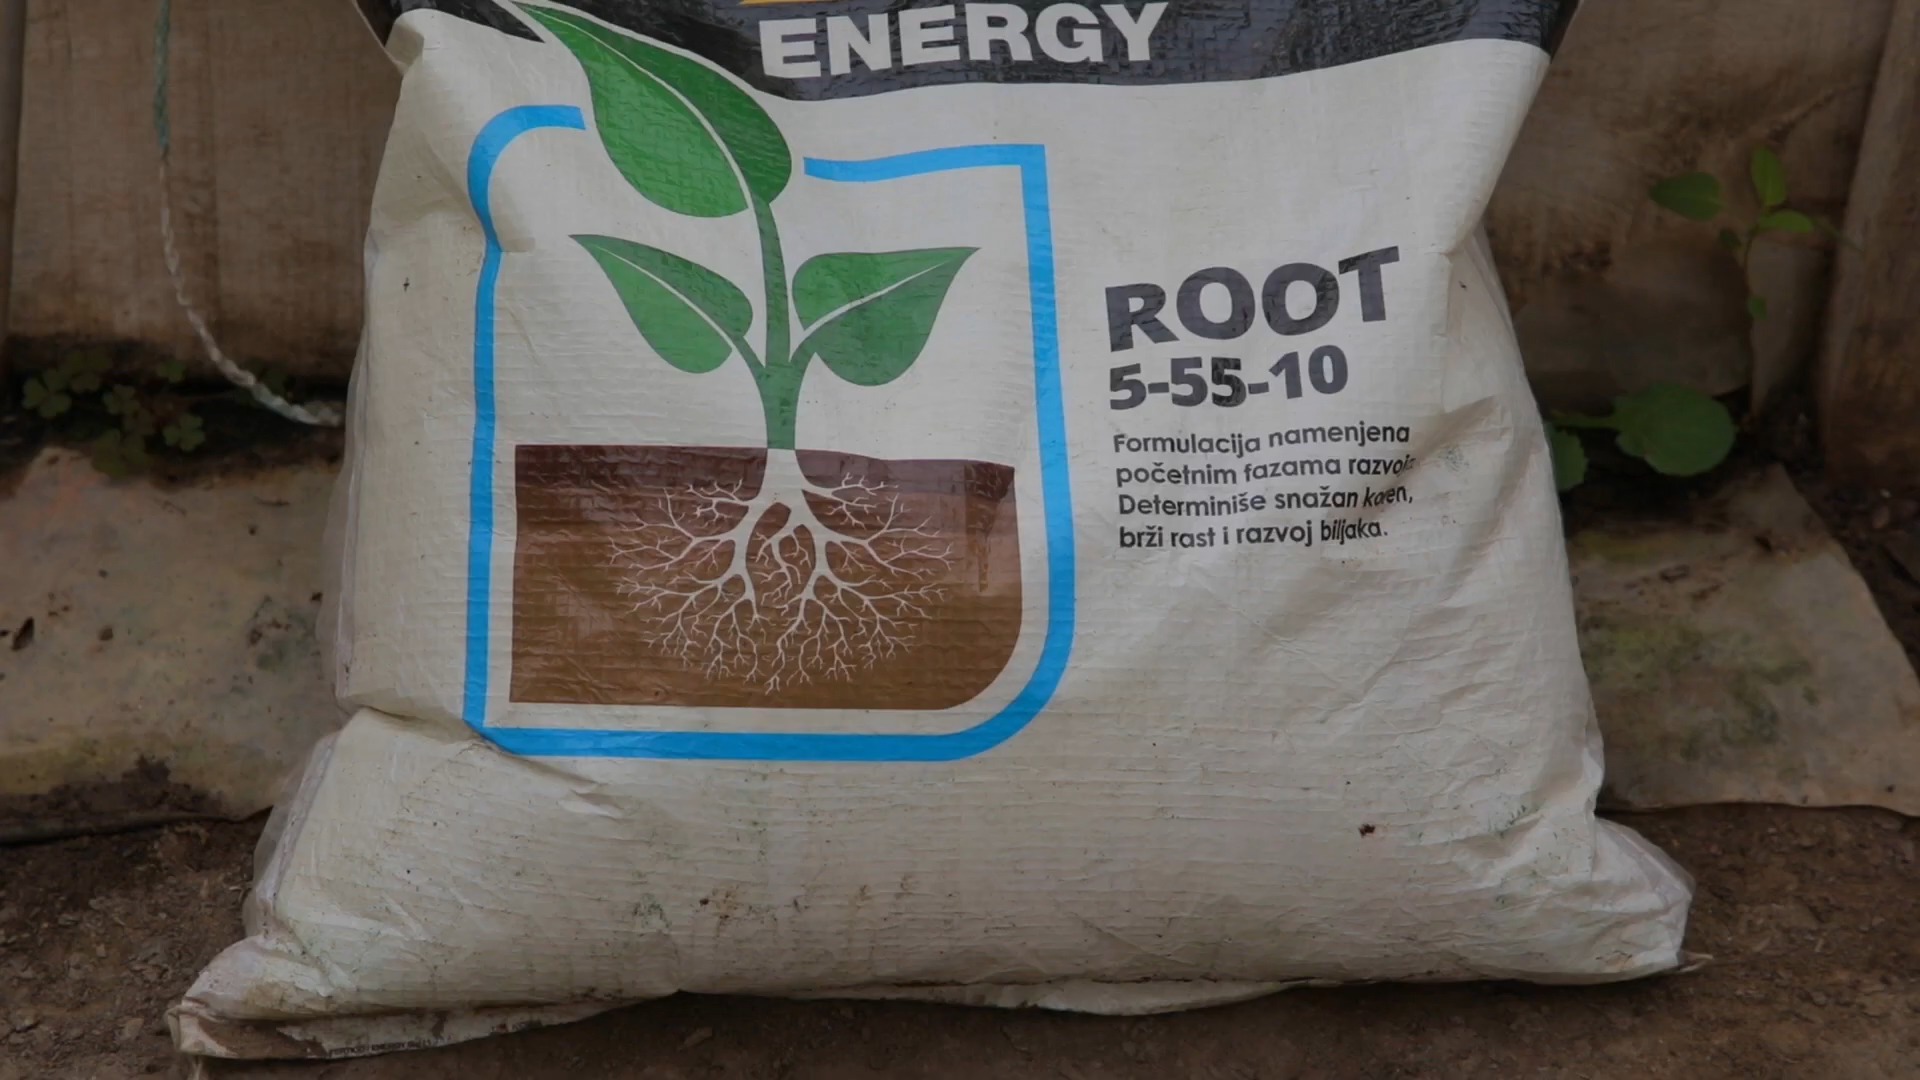 ENERGY
ROOT
5-55-10
Formulacija namenjena
početnim fazama
Determiniše snažan
brži rast i razvoj biljaka.